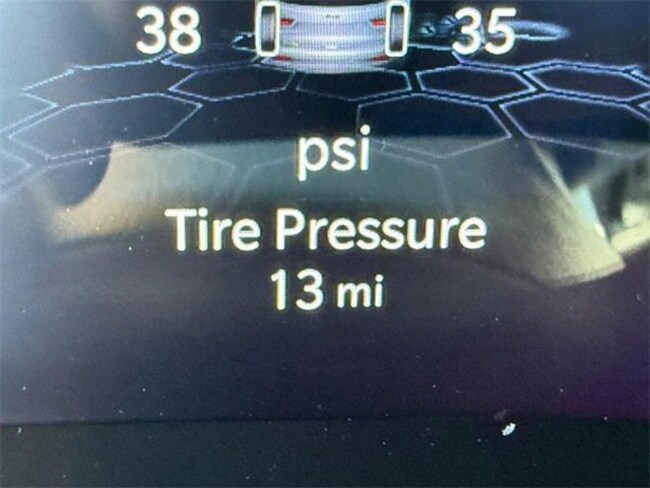 38 35
psi
Tire Pressure
13 mi